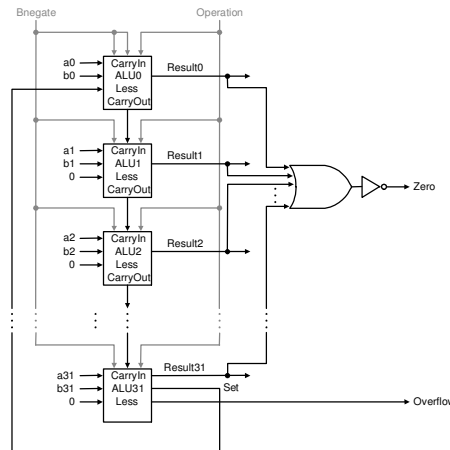 Bnegate Operation
a0 CarryIn Result0
b0 ALU0
Less
CarryOut
a1 CarryIn Result1
b1 ALU1
0 Less
CarryOut
Zero
a2 CarryIn Result2
b2 ALU2
0 Less
CarryOut
a31 CarryIn Result31
b31 ALU31 Set
0 Less
Overflow